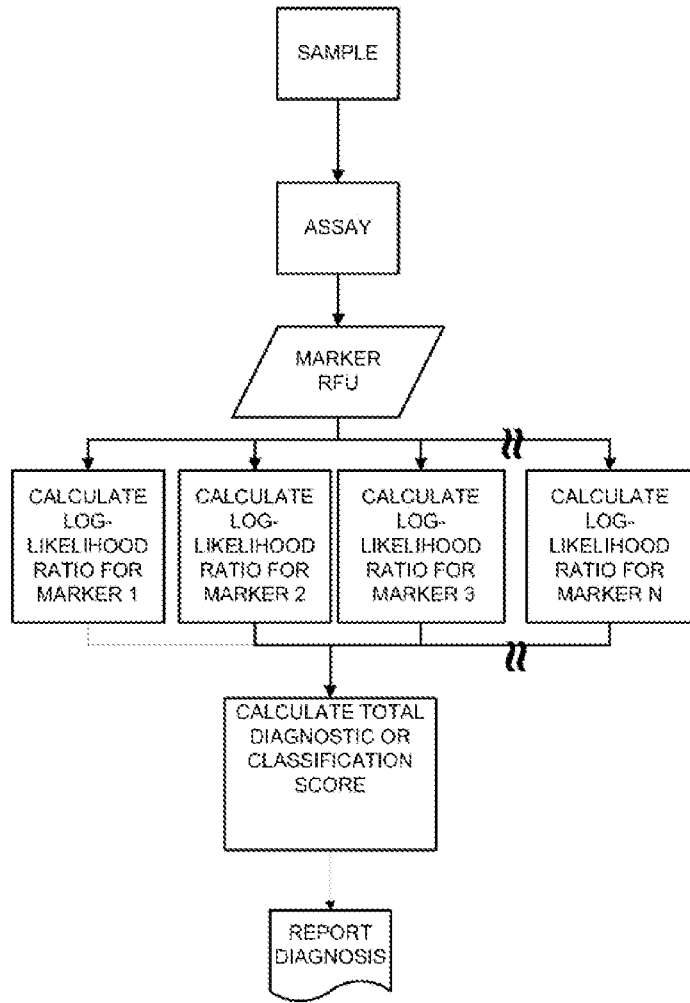 SAMPLE
ASSAY
MARKER
RFU
CALCULATE
LOG-
LIKELIHOOD
RATIO FOR
MARKER 1
CALCULATE
LOG-
LIKELIHOOD
RATIO FOR
MARKER 2
CALCULATE
LOG-
LIKELIHOOD
RATIO FOR
MARKER 3
CALCULATE
LOG-
LIKELIHOOD
RATIO FOR
MARKER N
CALCULATE TOTAL
DIAGNOSTIC OR
CLASSIFICATION
SCORE
REPORT
DIAGNOSIS